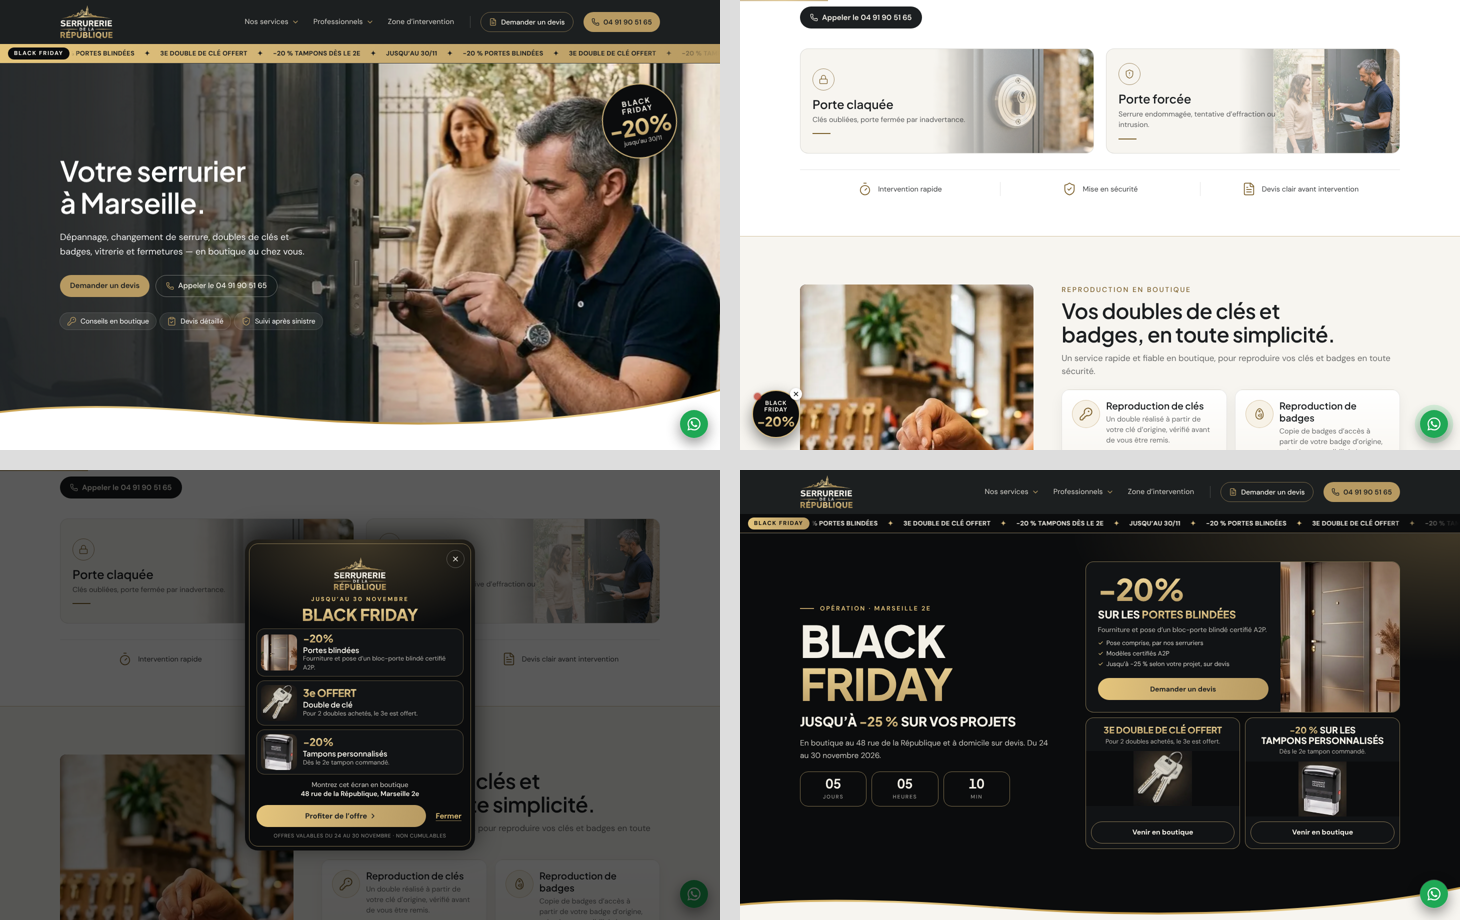 SERRURERIE
DE LA
RÉPUBLIQUE
Nos services
Professionnels
Zone d'intervention
Demander un devis
04 91 90 51 65
BLACK FRIDAY
PORTES BLINDÉES ✦ 3E DOUBLE DE CLÉ OFFERT ✦ -20 % TAMPONS DÈS LE 2E ✦ JUSQU'AU 30/11 ✦ -20 % PORTES BLINDÉES ✦ 3E DOUBLE DE CLÉ OFFERT ✦ -20 %
BLACK
FRIDAY
-20%
jusqu'au 30/11
Votre serrurier
à Marseille.
Dépannage, changement de serrure, doubles de clés et
badges, vitrerie et fermetures — en boutique ou chez vous.
Demander un devis
Appeler le 04 91 90 51 65
Conseils en boutique
Devis détaillé
Suivi après sinistre
Appeler le 04 91 90 51 65
Porte claquée
Clés oubliées, porte fermée par inadvertance.
Porte forcée
Serrure endommagée, tentative d'effraction ou
intrusion.
Intervention rapide
Mise en sécurité
Devis clair avant intervention
REPRODUCTION EN BOUTIQUE
Vos doubles de clés et
badges, en toute simplicité.
Un service rapide et fiable en boutique, pour reproduire vos clés et badges en toute
sécurité.
Reproduction de clés
Un double réalisé à partir de
votre clé d'origine, vérifié avant
de vous être remis.
Reproduction de
badges
Copie de badges d'accès à
partir de votre badge d'origine,
BLACK
FRIDAY
-20%
Appeler le 04 91 90 51 65
Porte claquée
Clés oubliées, porte fermée par inadvertance.
ve d'effraction ou
Intervention rapide
Devis clair avant intervention
clés et
e simplicité.
pour reproduire vos clés et badges en toute
Reproduction de clés
Un double réalisé à partir de
votre clé d'origine, vérifié avant
de vous être remis.
Reproduction de
badges
Copie de badges d'accès à
partir de votre badge d'origine,
SERRURERIE
DE LA
RÉPUBLIQUE
JUSQU'AU 30 NOVEMBRE
BLACK FRIDAY
-20%
Portes blindées
Fourniture et pose d'un bloc-porte blindé certifié
A2P.
3e OFFERT
Double de clé
Pour 2 doubles achetés, le 3e est offert.
-20%
Tampons personnalisés
Dès le 2e tampon commandé.
Montrez cet écran en boutique
48 rue de la République, Marseille 2e
Profiter de l'offre
Fermer
OFFRES VALABLES DU 24 AU 30 NOVEMBRE · NON CUMULABLES
SERRURERIE
DE LA
RÉPUBLIQUE
Nos services
Professionnels
Zone d'intervention
Demander un devis
04 91 90 51 65
BLACK FRIDAY
% PORTES BLINDÉES ✦ 3E DOUBLE DE CLÉ OFFERT ✦ -20 % TAMPONS DÈS LE 2E ✦ JUSQU'AU 30/11 ✦ -20 % PORTES BLINDÉES ✦ 3E DOUBLE DE CLÉ OFFERT ✦ -20 %
OPÉRATION · MARSEILLE 2E
BLACK
FRIDAY
JUSQU'À -25 % SUR VOS PROJETS
En boutique au 48 rue de la République et à domicile sur devis. Du 24
au 30 novembre 2026.
05
JOURS
05
HEURES
10
MIN
-20%
SUR LES PORTES BLINDÉES
Fourniture et pose d'un bloc-porte blindé certifié A2P.
Pose comprise, par nos serruriers
Modèles certifiés A2P
Jusqu'à -25 % selon votre projet, sur devis
Demander un devis
3E DOUBLE DE CLÉ OFFERT
Pour 2 doubles achetés, le 3e est offert.
Venir en boutique
-20 % SUR LES
TAMPONS PERSONNALISÉS
Dès le 2e tampon commandé.
Venir en boutique